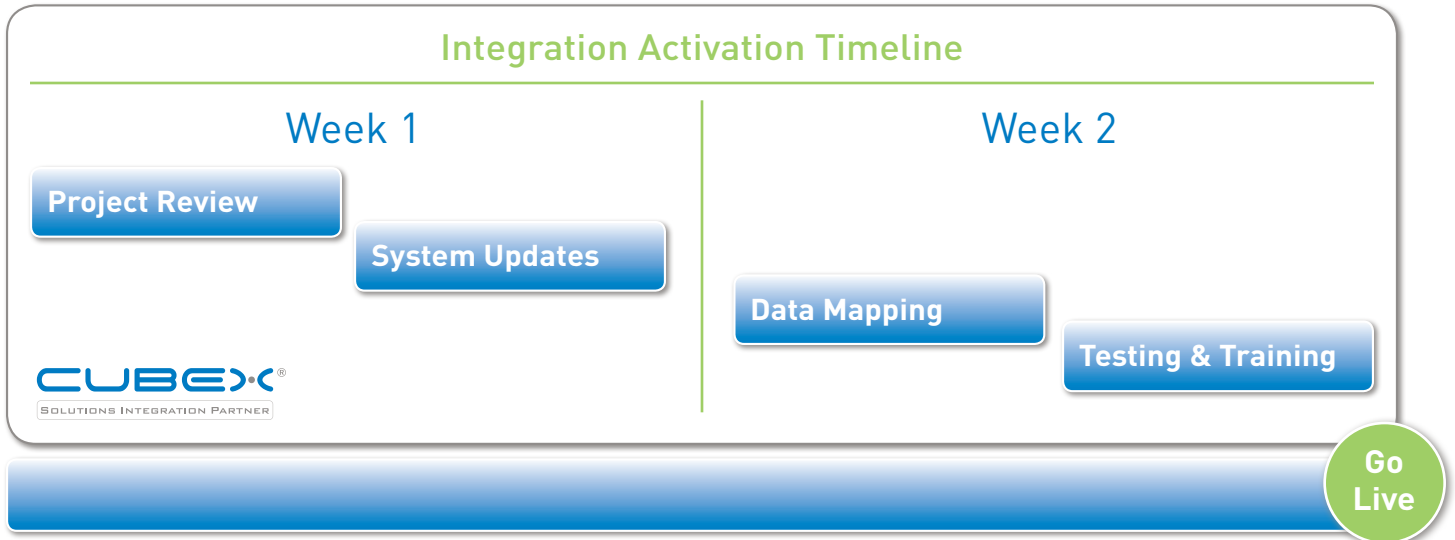 Integration Activation Timeline
Week 1
Project Review
System Updates
CUBEX®
SOLUTIONS INTEGRATION PARTNER
Week 2
Data Mapping
Testing & Training
Go
Live